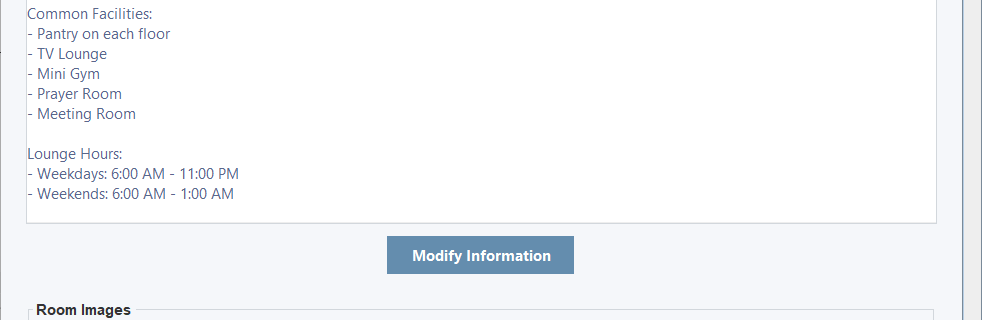 Common Facilities:
- Pantry on each floor
- TV Lounge
- Mini Gym
- Prayer Room
- Meeting Room
Lounge Hours:
- Weekdays: 6:00 AM - 11:00 PM
- Weekends: 6:00 AM - 1:00 AM
Modify Information
Room Images